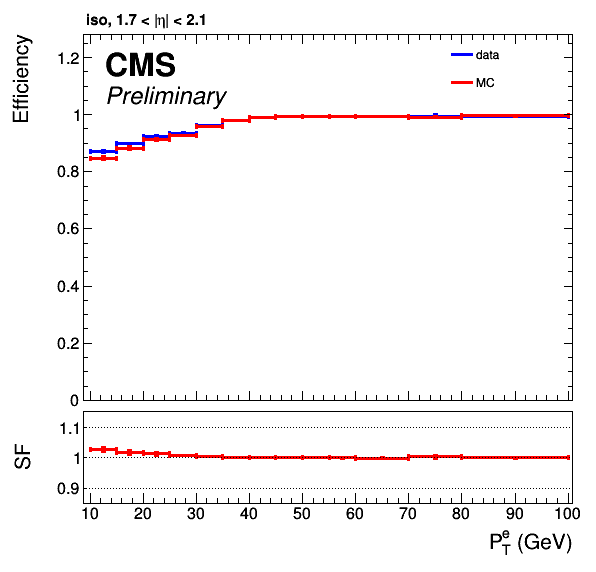 iso, 1.7 < |η| < 2.1
Efficiency
CMS
Preliminary
data
MC
1.2
1
0.8
0.6
0.4
0.2
0
SF
1.1
1
0.9
10 20 30 40 50 60 70 80 90 100
P_T^e (GeV)